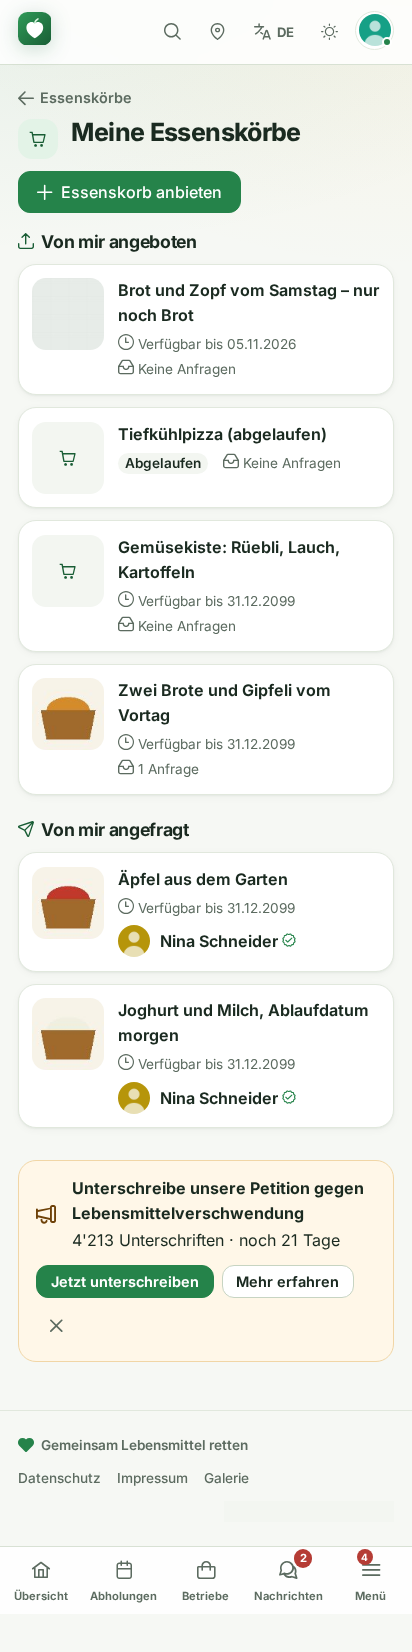 DE
Essenskörbe
Meine Essenskörbe
Essenskorb anbieten
Von mir angeboten
Brot und Zopf vom Samstag – nur
noch Brot
Verfügbar bis 05.11.2026
Keine Anfragen
Tiefkühlpizza (abgelaufen)
Abgelaufen Keine Anfragen
Gemüsekiste: Rüebli, Lauch,
Kartoffeln
Verfügbar bis 31.12.2099
Keine Anfragen
Zwei Brote und Gipfeli vom
Vortag
Verfügbar bis 31.12.2099
1 Anfrage
Von mir angefragt
Äpfel aus dem Garten
Verfügbar bis 31.12.2099
Nina Schneider
Joghurt und Milch, Ablaufdatum
morgen
Verfügbar bis 31.12.2099
Nina Schneider
Unterschreibe unsere Petition gegen
Lebensmittelverschwendung
4'213 Unterschriften · noch 21 Tage
Jetzt unterschreiben Mehr erfahren
Gemeinsam Lebensmittel retten
Datenschutz Impressum Galerie
2 4
Übersicht Abholungen Betriebe Nachrichten Menü